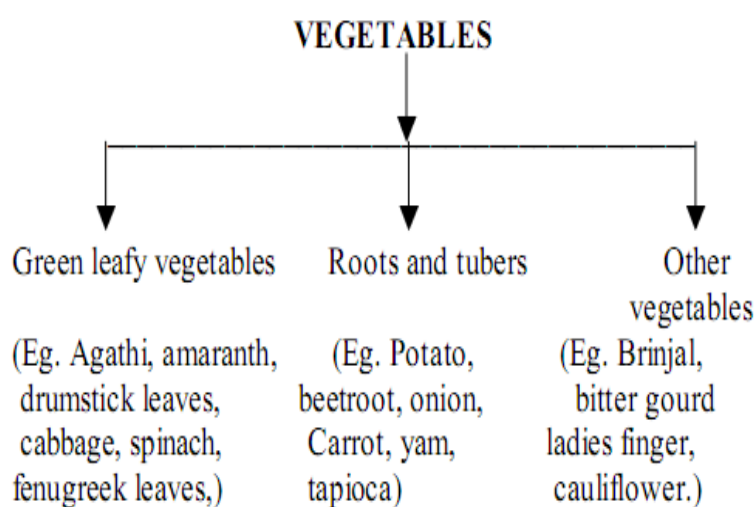 VEGETABLES
Green leafy vegetables
(Eg. Agathi, amaranth,
drumstick leaves,
cabbage, spinach,
fenugreek leaves,)
Roots and tubers
(Eg. Potato,
beetroot, onion,
Carrot, yam,
tapioca)
Other
vegetables
(Eg. Brinjal,
bitter gourd
ladies finger,
cauliflower.)